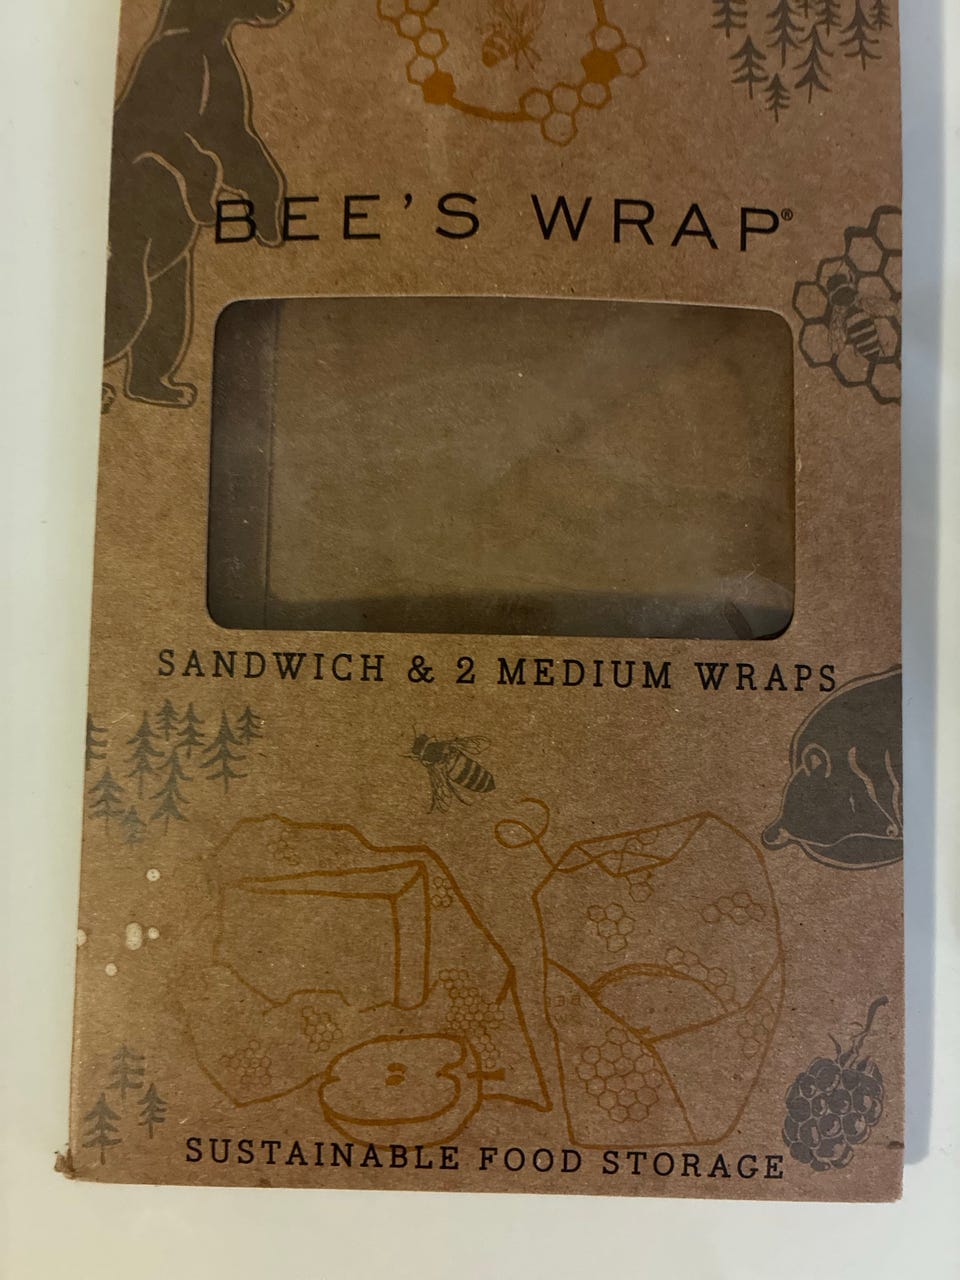 BEE'S WRAP®
SANDWICH & 2 MEDIUM WRAPS
SUSTAINABLE FOOD STORAGE